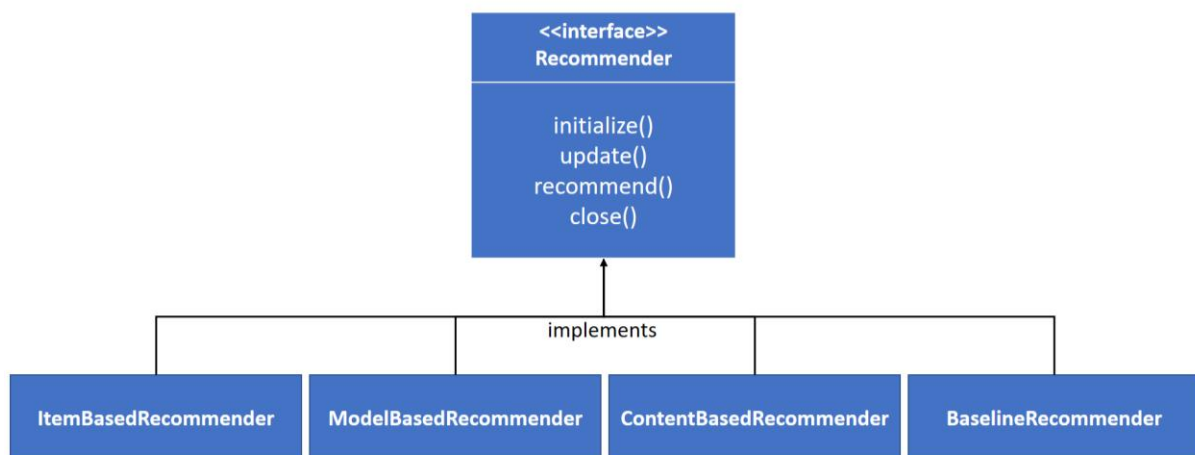 <<interface>>
Recommender
initialize()
update()
recommend()
close()
implements
ItemBasedRecommender
ModelBasedRecommender
ContentBasedRecommender
BaselineRecommender